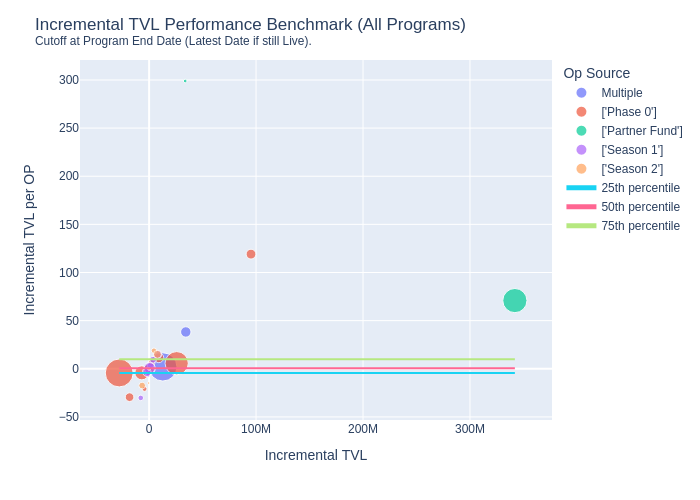 Incremental TVL Performance Benchmark (All Programs)
Cutoff at Program End Date (Latest Date if still Live).
Incremental TVL per OP
300
250
200
150
100
50
0
−50
0
100M
200M
300M
Incremental TVL
Op Source
Multiple
['Phase 0']
['Partner Fund']
['Season 1']
['Season 2']
25th percentile
50th percentile
75th percentile